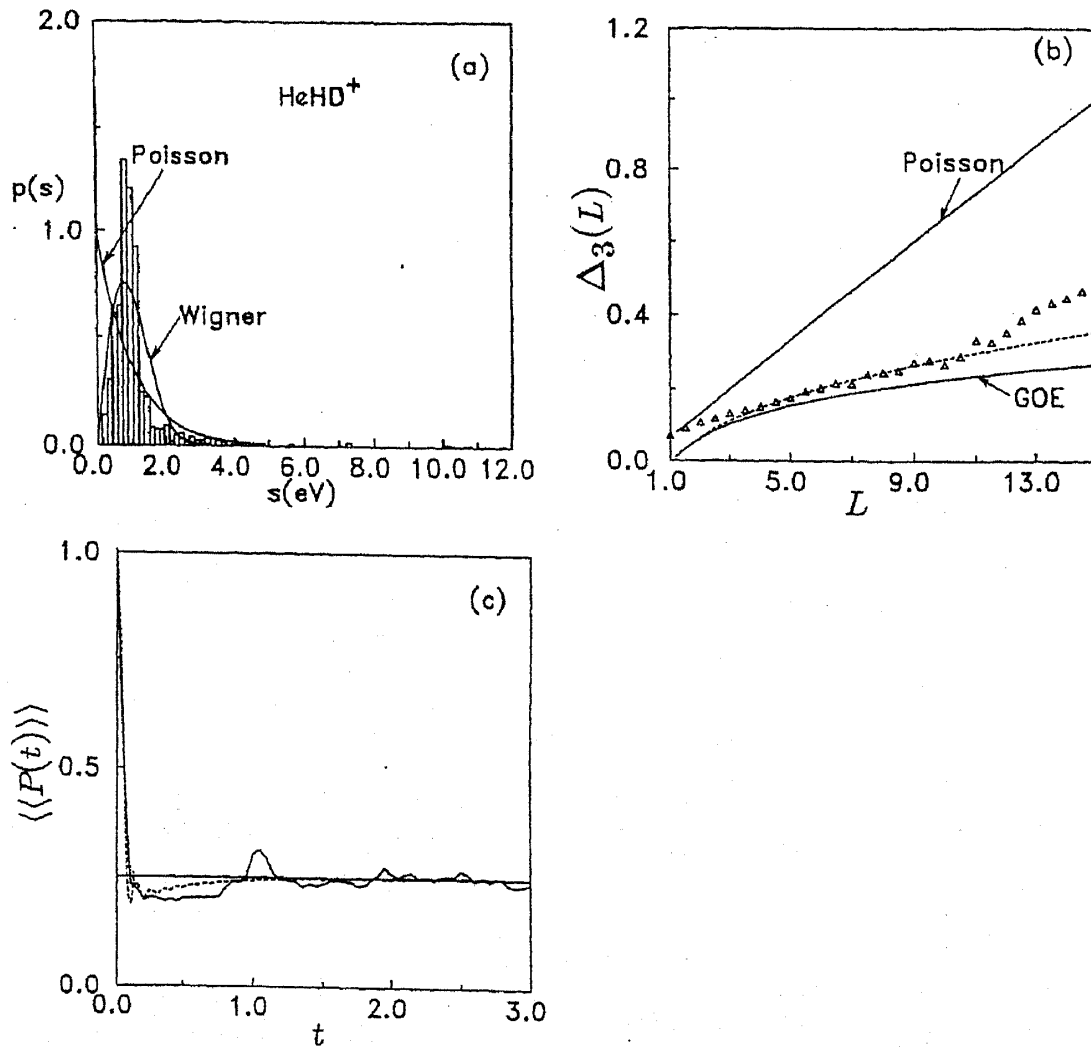 2.0
(a)
HeHD+
Poisson
p(s)
1.0
Wigner
0.0
0.0 2.0 4.0 6.0 8.0 10.0 12.0
s(eV)
1.2
(b)
0.8
Poisson
Δ₃(L)
0.4
GOE
0.0
1.0 5.0 9.0 13.0
L
1.0
(c)
⟨⟨P(t)⟩⟩
0.5
0.0
0.0 1.0 2.0 3.0
t